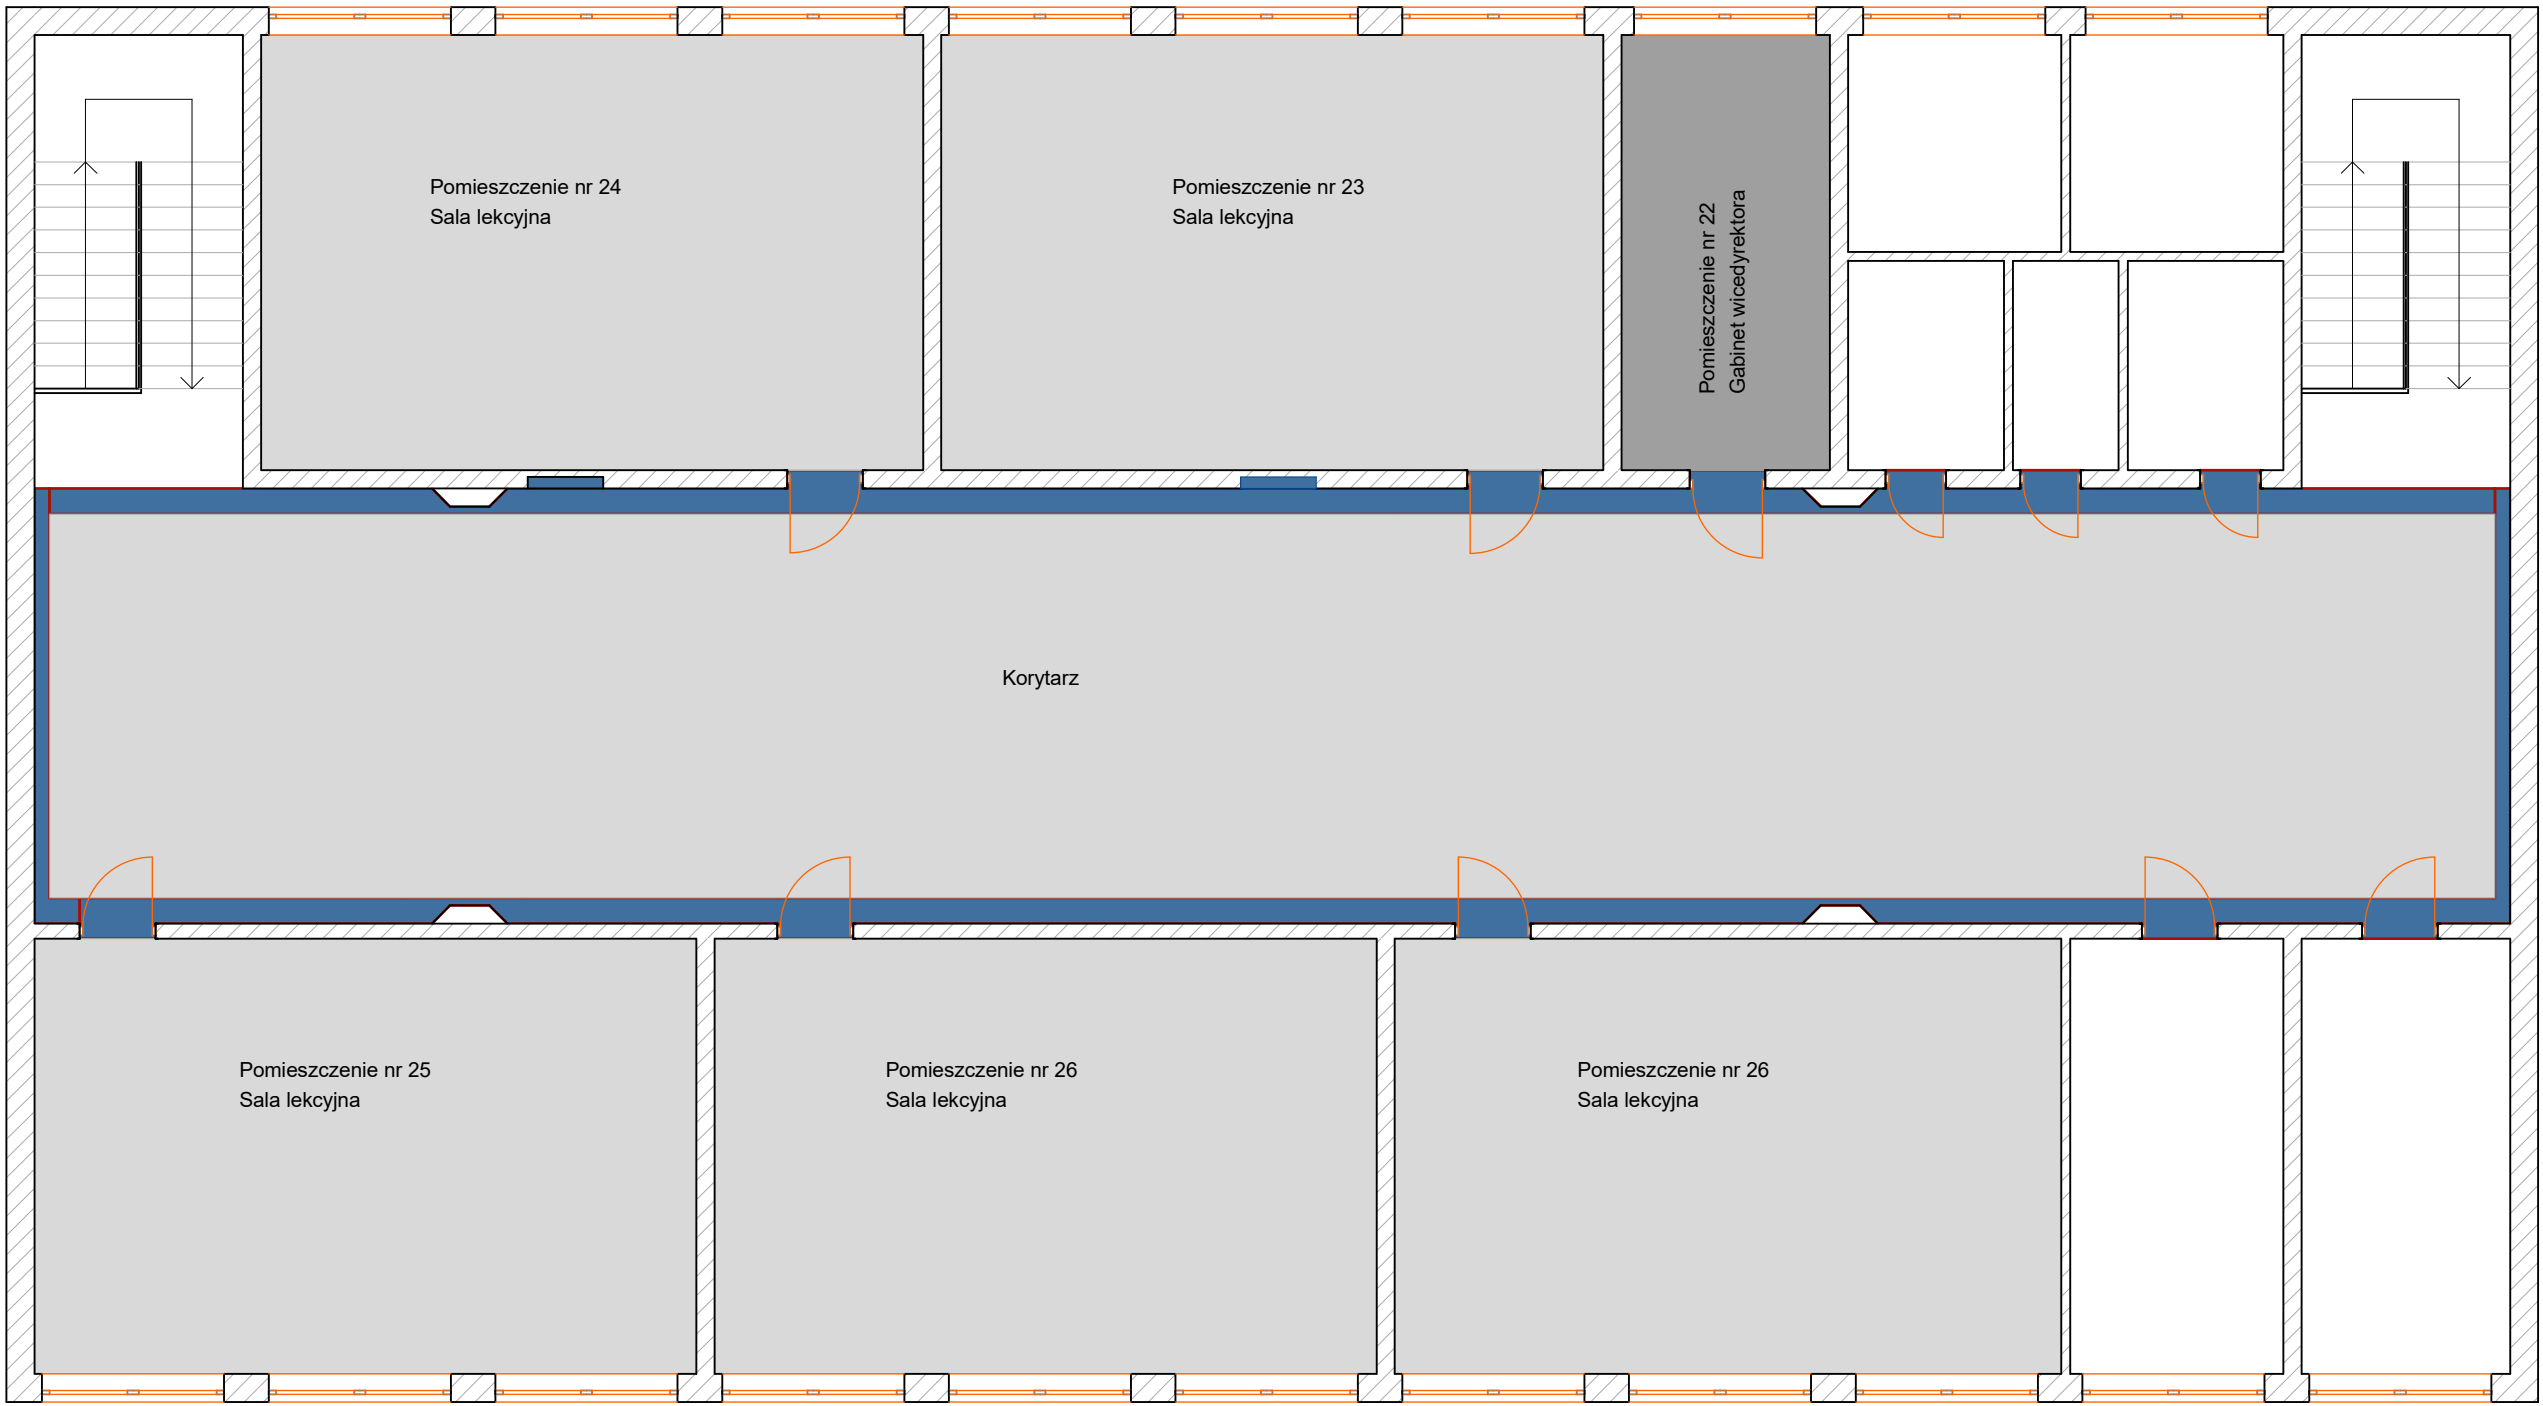 Pomieszczenie nr 24
Sala lekcyjna
Pomieszczenie nr 23
Sala lekcyjna
Pomieszczenie nr 22
Gabinet wicedyrektora
Korytarz
Pomieszczenie nr 25
Sala lekcyjna
Pomieszczenie nr 26
Sala lekcyjna
Pomieszczenie nr 26
Sala lekcyjna